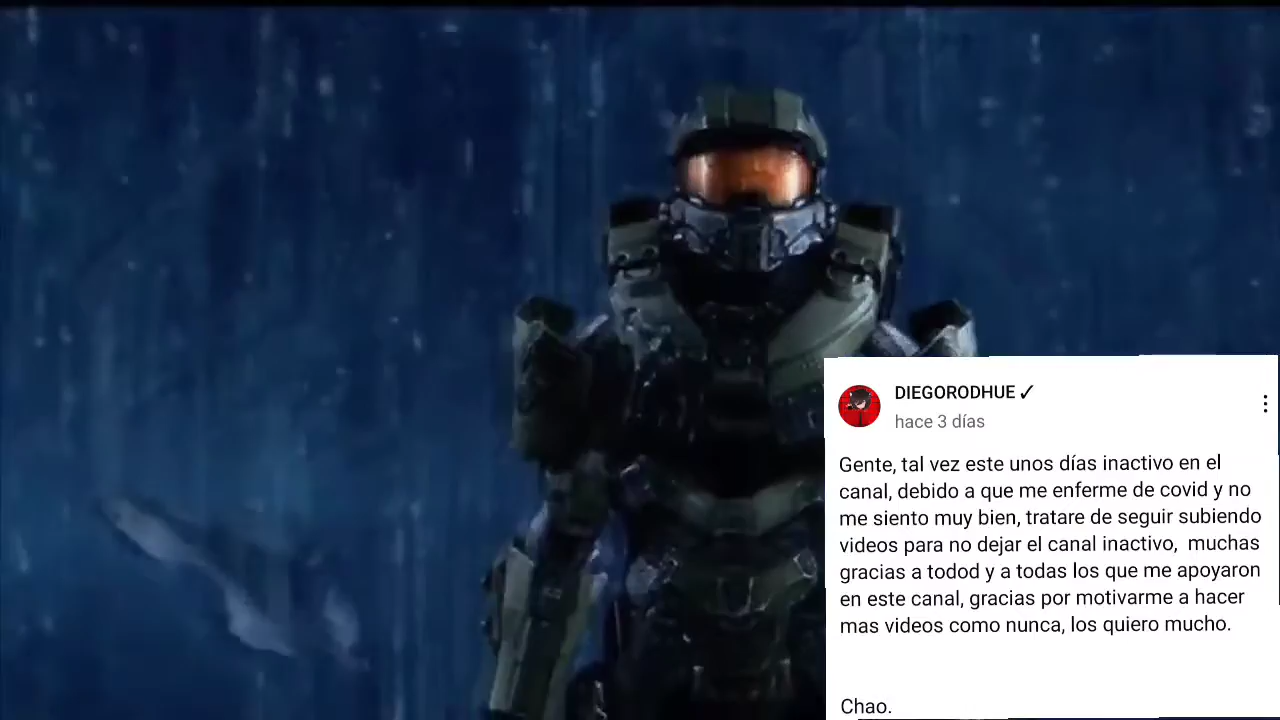 DIEGORODHUE ✓
hace 3 días
Gente, tal vez este unos días inactivo en el
canal, debido a que me enferme de covid y no
me siento muy bien, tratare de seguir subiendo
videos para no dejar el canal inactivo,  muchas
gracias a todod y a todas los que me apoyaron
en este canal, gracias por motivarme a hacer
mas videos como nunca, los quiero mucho.
Chao.